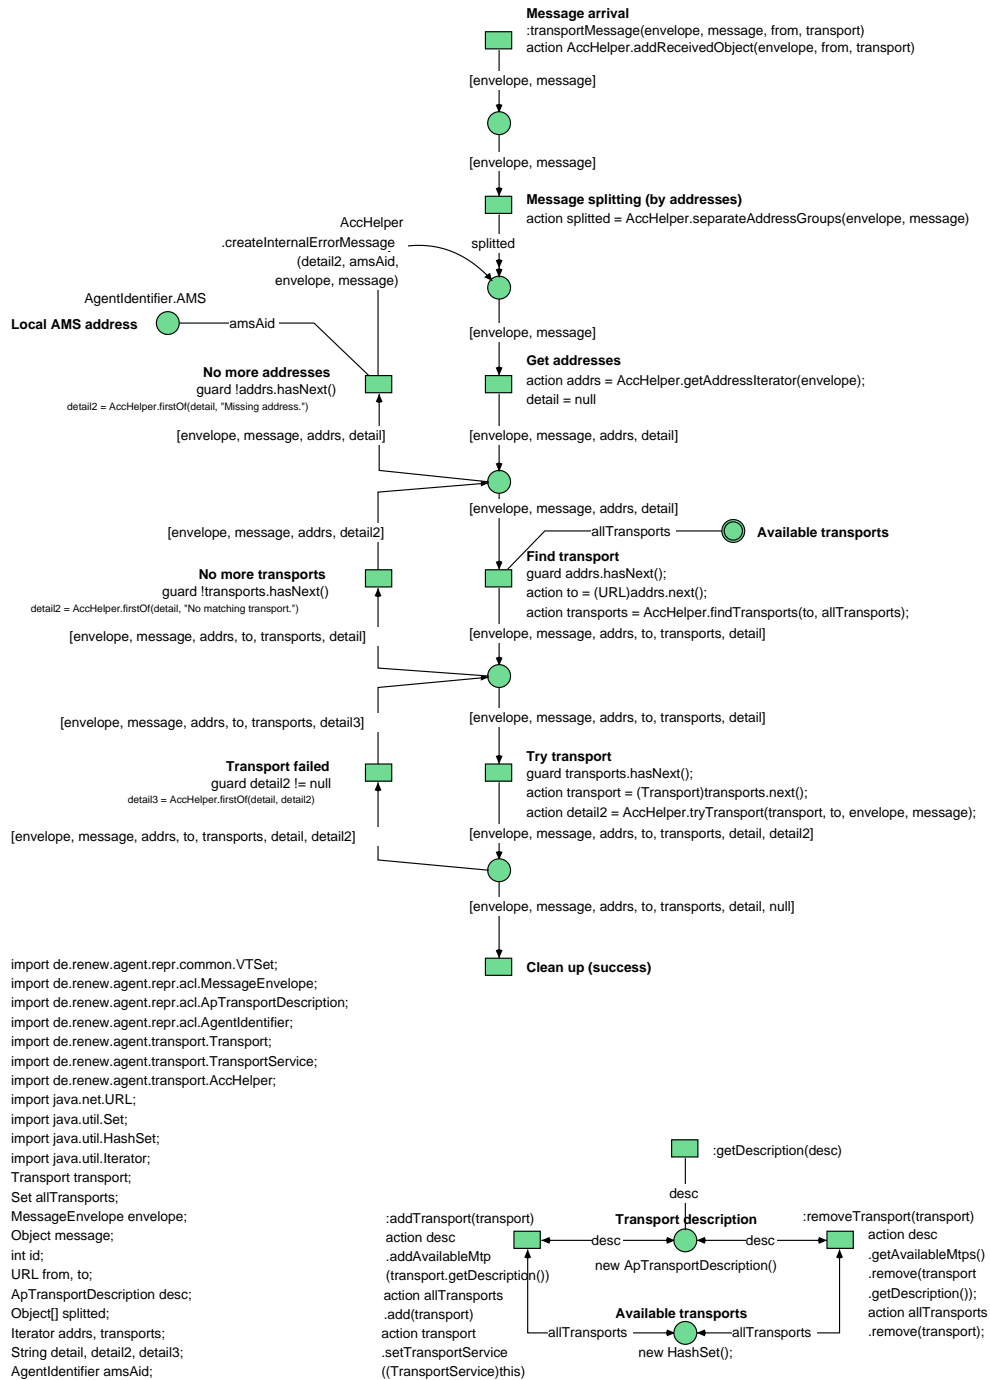 Message arrival
:transportMessage(envelope, message, from, transport)
action AccHelper.addReceivedObject(envelope, from, transport)
[envelope, message]
[envelope, message]
Message splitting (by addresses)
action splitted = AccHelper.separateAddressGroups(envelope, message)
splitted
AccHelper
.createInternalErrorMessage
(detail2, amsAid,
envelope, message)
AgentIdentifier.AMS
Local AMS address
amsAid
[envelope, message]
Get addresses
action addrs = AccHelper.getAddressIterator(envelope);
detail = null
No more addresses
guard !addrs.hasNext()
detail2 = AccHelper.firstOf(detail, "Missing address.")
[envelope, message, addrs, detail]
[envelope, message, addrs, detail]
[envelope, message, addrs, detail]
allTransports
Available transports
[envelope, message, addrs, detail2]
Find transport
guard addrs.hasNext();
action to = (URL)addrs.next();
action transports = AccHelper.findTransports(to, allTransports);
No more transports
guard !transports.hasNext()
detail2 = AccHelper.firstOf(detail, "No matching transport.")
[envelope, message, addrs, to, transports, detail]
[envelope, message, addrs, to, transports, detail]
[envelope, message, addrs, to, transports, detail3]
[envelope, message, addrs, to, transports, detail]
Transport failed
guard detail2 != null
detail3 = AccHelper.firstOf(detail, detail2)
Try transport
guard transports.hasNext();
action transport = (Transport)transports.next();
action detail2 = AccHelper.tryTransport(transport, to, envelope, message);
[envelope, message, addrs, to, transports, detail, detail2]
[envelope, message, addrs, to, transports, detail, detail2]
[envelope, message, addrs, to, transports, detail, null]
Clean up (success)
import de.renew.agent.repr.common.VTSet;
import de.renew.agent.repr.acl.MessageEnvelope;
import de.renew.agent.repr.acl.ApTransportDescription;
import de.renew.agent.repr.acl.AgentIdentifier;
import de.renew.agent.transport.Transport;
import de.renew.agent.transport.TransportService;
import de.renew.agent.transport.AccHelper;
import java.net.URL;
import java.util.Set;
import java.util.HashSet;
import java.util.Iterator;
Transport transport;
Set allTransports;
MessageEnvelope envelope;
Object message;
int id;
URL from, to;
ApTransportDescription desc;
Object[] splitted;
Iterator addrs, transports;
String detail, detail2, detail3;
AgentIdentifier amsAid;
:getDescription(desc)
desc
:addTransport(transport)
action desc
.addAvailableMtp
(transport.getDescription())
action allTransports
.add(transport)
action transport
.setTransportService
((TransportService)this)
Transport description
desc
desc
new ApTransportDescription()
Available transports
allTransports
allTransports
new HashSet();
:removeTransport(transport)
action desc
.getAvailableMtps()
.remove(transport
.getDescription());
action allTransports
.remove(transport);